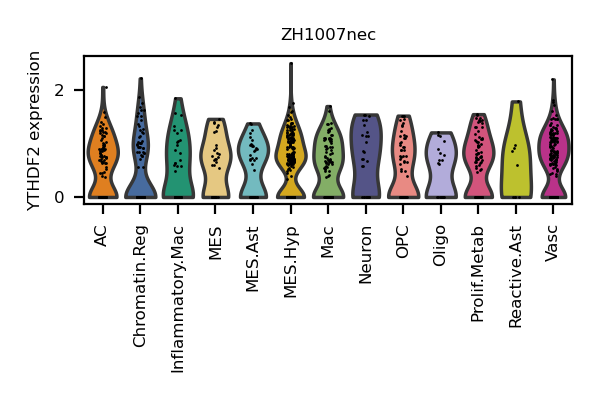 ZH1007nec
YTHDF2 expression
2
0
AC
Chromatin.Reg
Inflammatory.Mac
MES
MES.Ast
MES.Hyp
Mac
Neuron
OPC
Oligo
Prolif.Metab
Reactive.Ast
Vasc